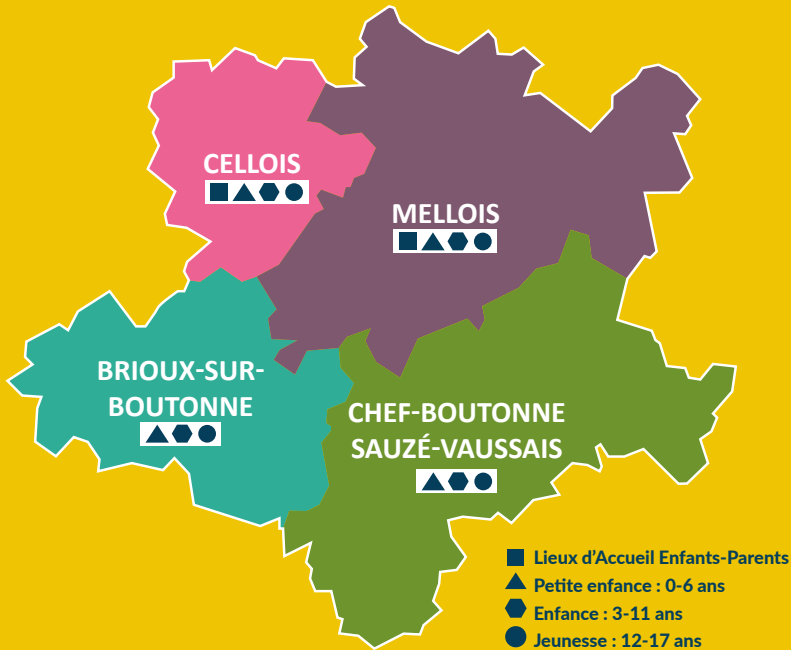 CELLOIS
MELLOIS
BRIOUX-SUR-
BOUTONNE
CHEF-BOUTONNE
SAUZÉ-VAUSSAIS
Lieux d'Accueil Enfants-Parents
Petite enfance : 0-6 ans
Enfance : 3-11 ans
Jeunesse : 12-17 ans